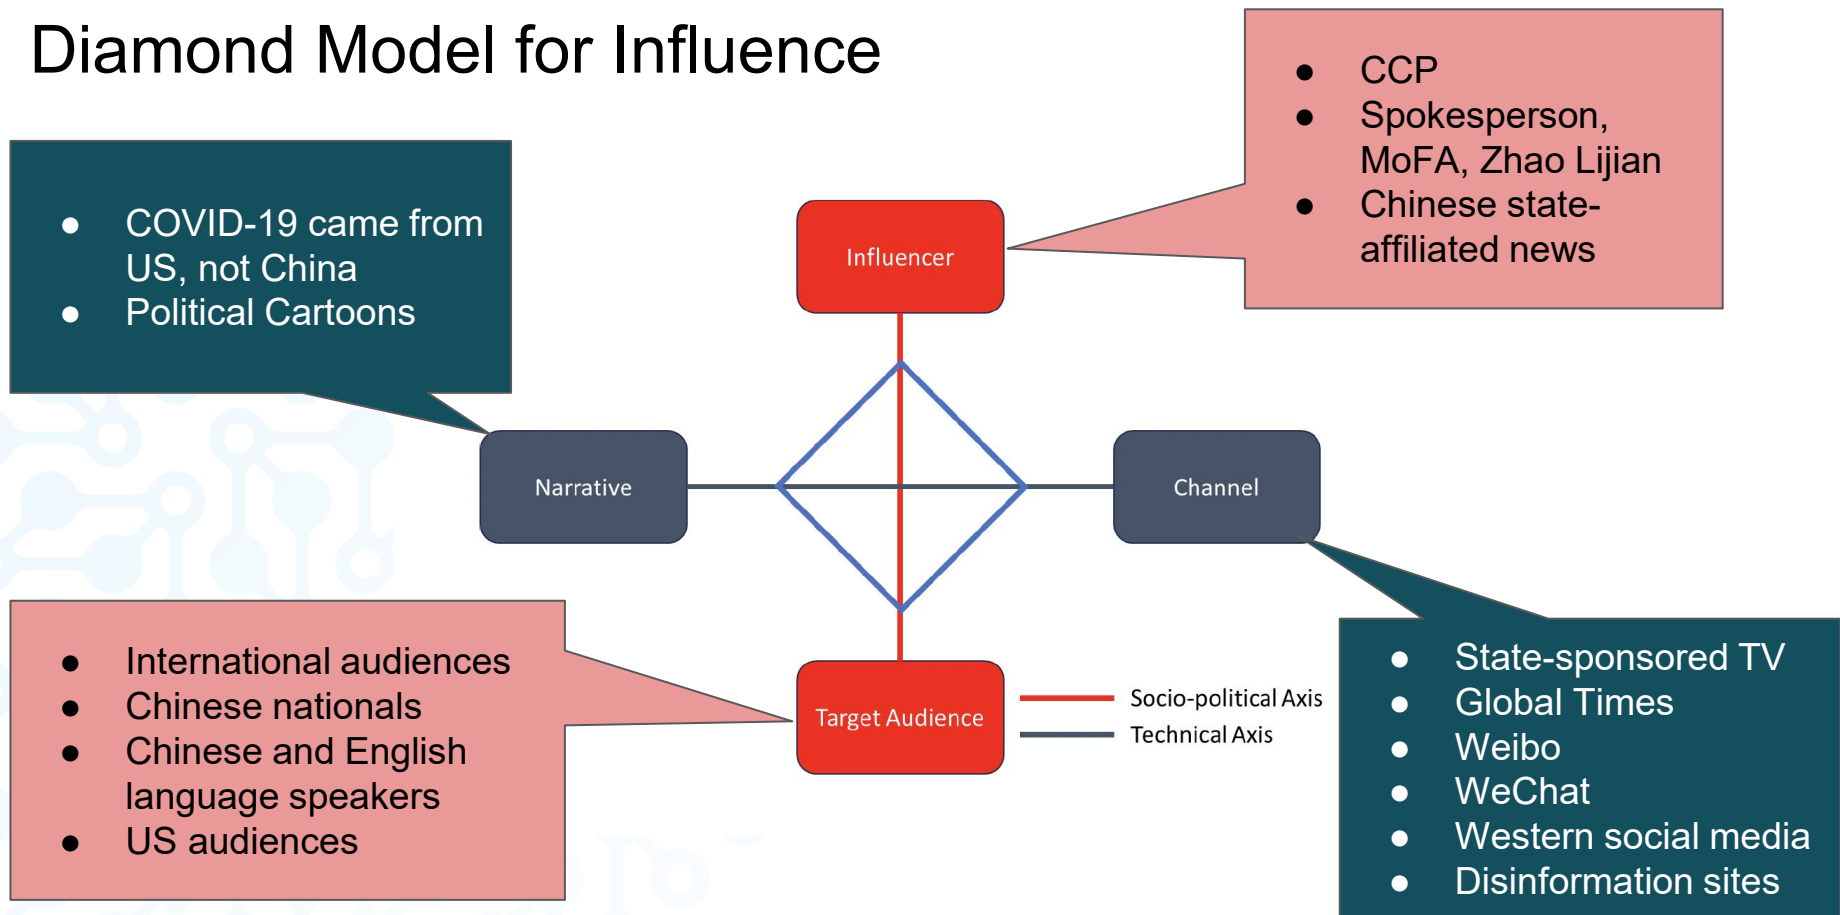 Diamond Model for Influence
● CCP
● Spokesperson,
MoFA, Zhao Lijian
● Chinese state-
affiliated news
● COVID-19 came from
US, not China
● Political Cartoons
Influencer
Narrative
Channel
Target Audience
Socio-political Axis
Technical Axis
● International audiences
● Chinese nationals
● Chinese and English
language speakers
● US audiences
● State-sponsored TV
● Global Times
● Weibo
● WeChat
● Western social media
● Disinformation sites